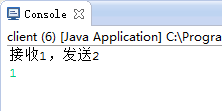 Console
client (6) [Java Application] C:\Progra
接收1，发送2
1